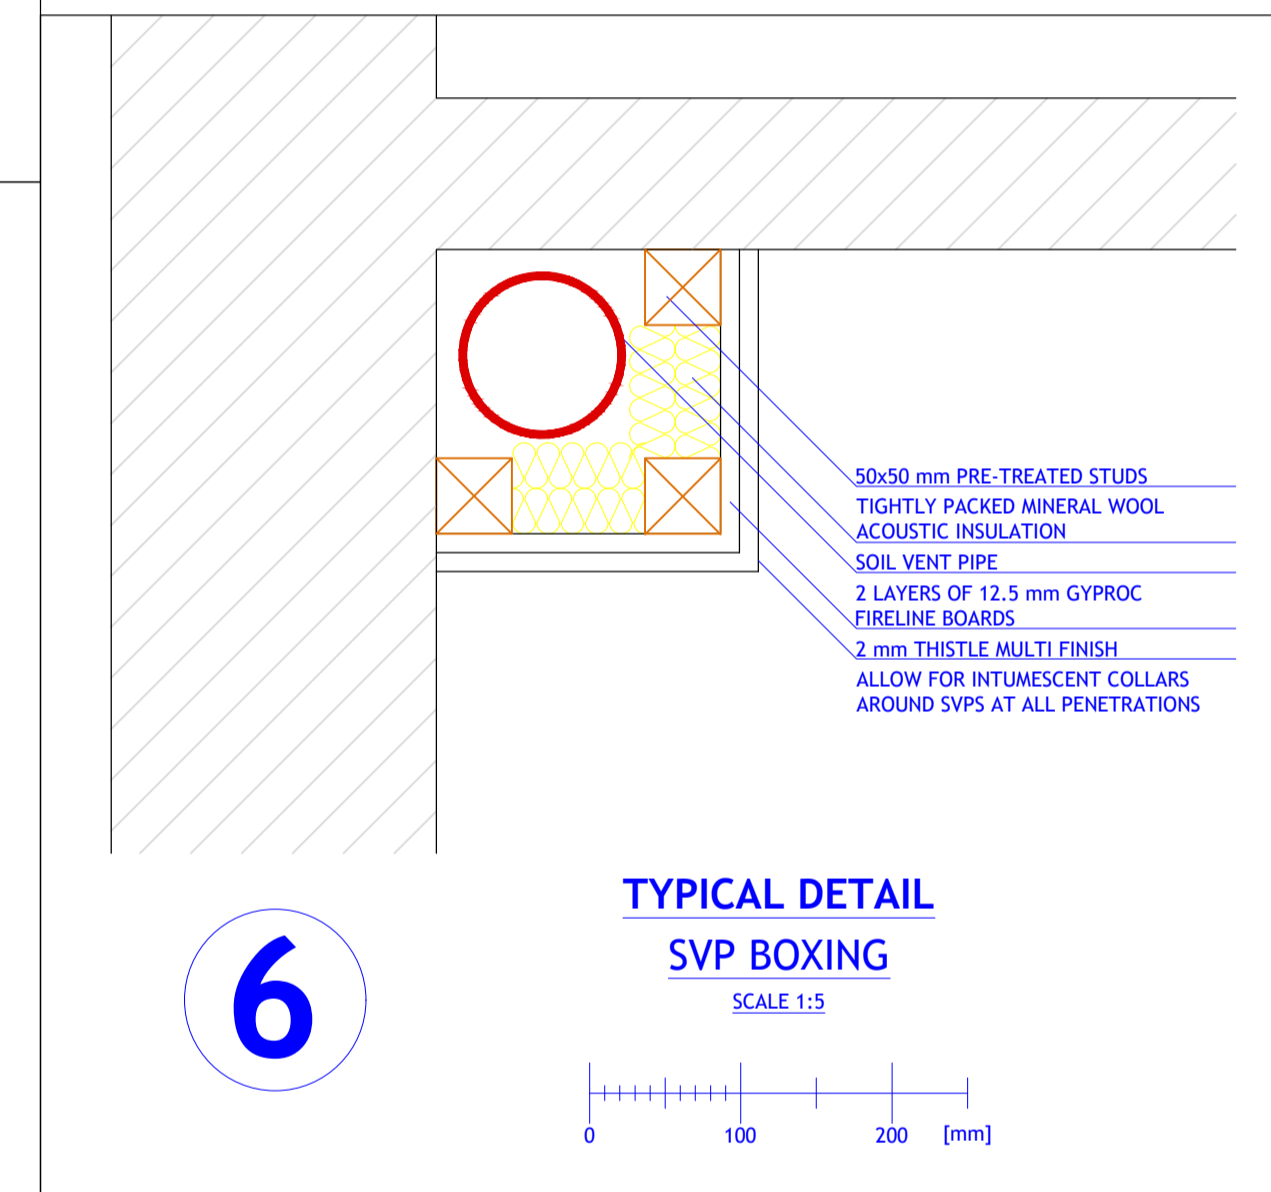 50x50 mm PRE-TREATED STUDS
TIGHTLY PACKED MINERAL WOOL
ACOUSTIC INSULATION
SOIL VENT PIPE
2 LAYERS OF 12.5 mm GYPROC
FIRELINE BOARDS
2 mm THISTLE MULTI FINISH
ALLOW FOR INTUMESCENT COLLARS
AROUND SVPS AT ALL PENETRATIONS
6
TYPICAL DETAIL
SVP BOXING
SCALE 1:5
0 100 200 [mm]